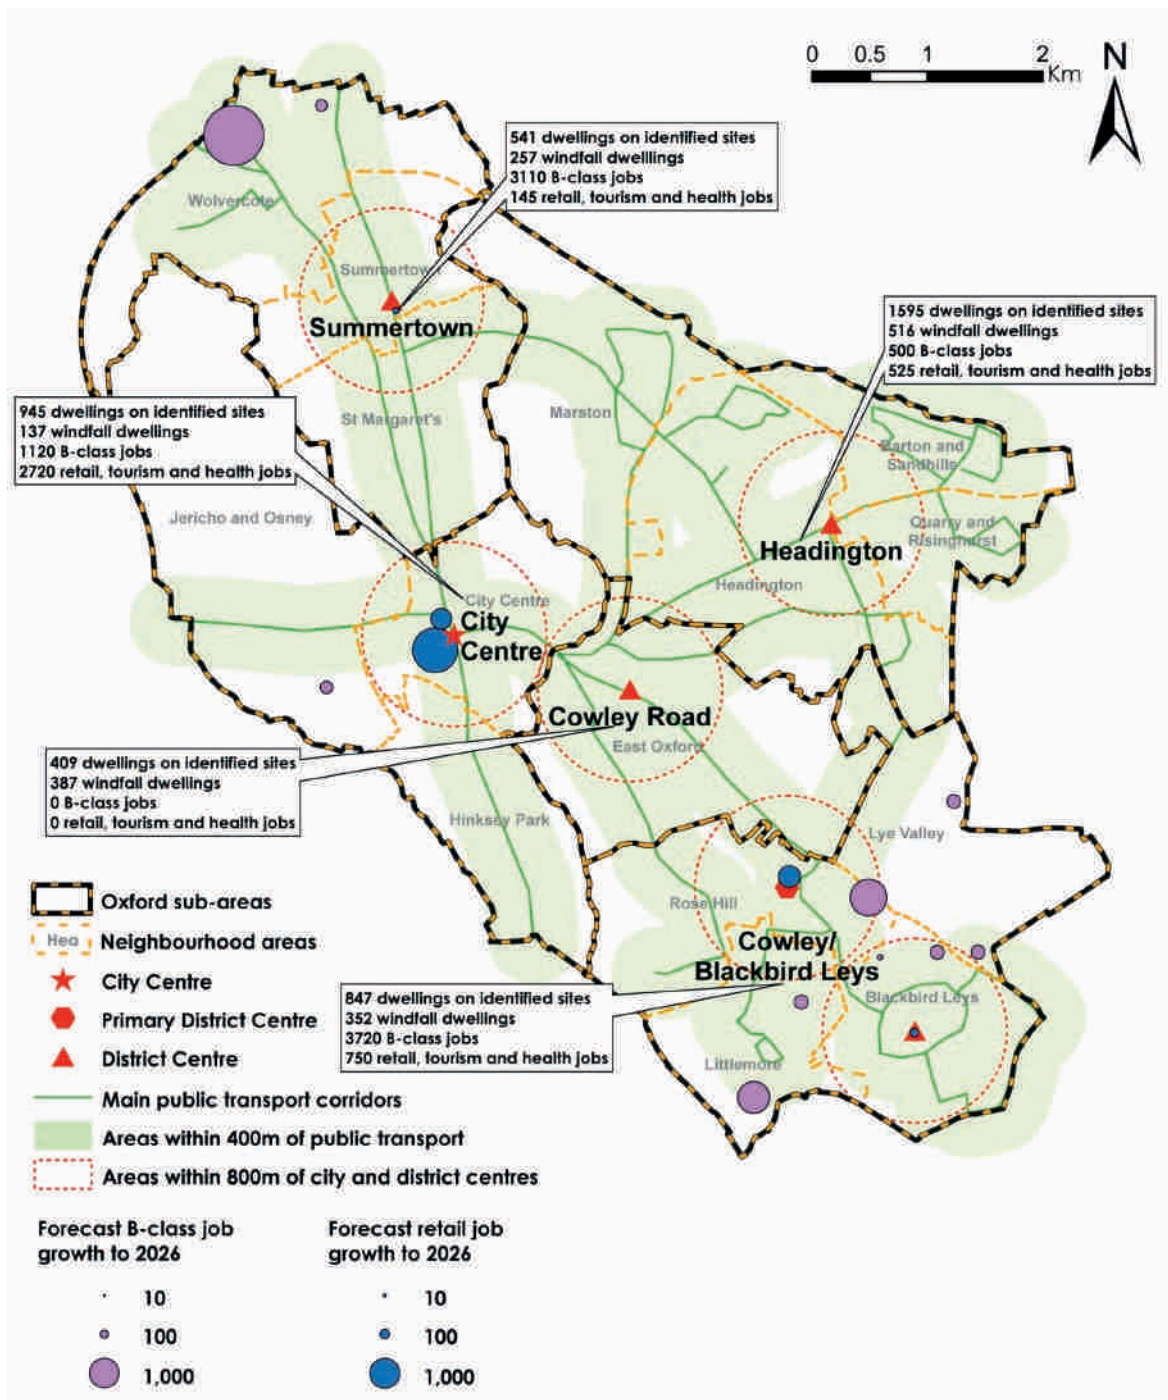 0 0.5 1 2 Km
N
541 dwellings on identified sites
257 windfall dwelllings
3110 B-class jobs
145 retail, tourism and health jobs
Wolvercote
Summertown
Summertown
1595 dwellings on identified sites
516 windfall dwellings
500 B-class jobs
525 retail, tourism and health jobs
945 dwellings on identified sites
137 windfall dwellings
1120 B-class jobs
2720 retail, tourism and health jobs
St Margaret's
Marston
Barton and
Sandhills
Jericho and Osney
Quarry and
Risinghurst
Headington
Headington
City Centre
City
Centre
Cowley Road
East Oxford
409 dwellings on identified sites
387 windfall dwellings
0 B-class jobs
0 retail, tourism and health jobs
Hinksey Park
Lye Valley
Rose Hill
Cowley/
Blackbird Leys
Blackbird Leys
847 dwellings on identified sites
352 windfall dwellings
3720 B-class jobs
750 retail, tourism and health jobs
Littlemore
Oxford sub-areas
Hea Neighbourhood areas
City Centre
Primary District Centre
District Centre
Main public transport corridors
Areas within 400m of public transport
Areas within 800m of city and district centres
Forecast B-class job
growth to 2026
10
100
1,000
Forecast retail job
growth to 2026
10
100
1,000